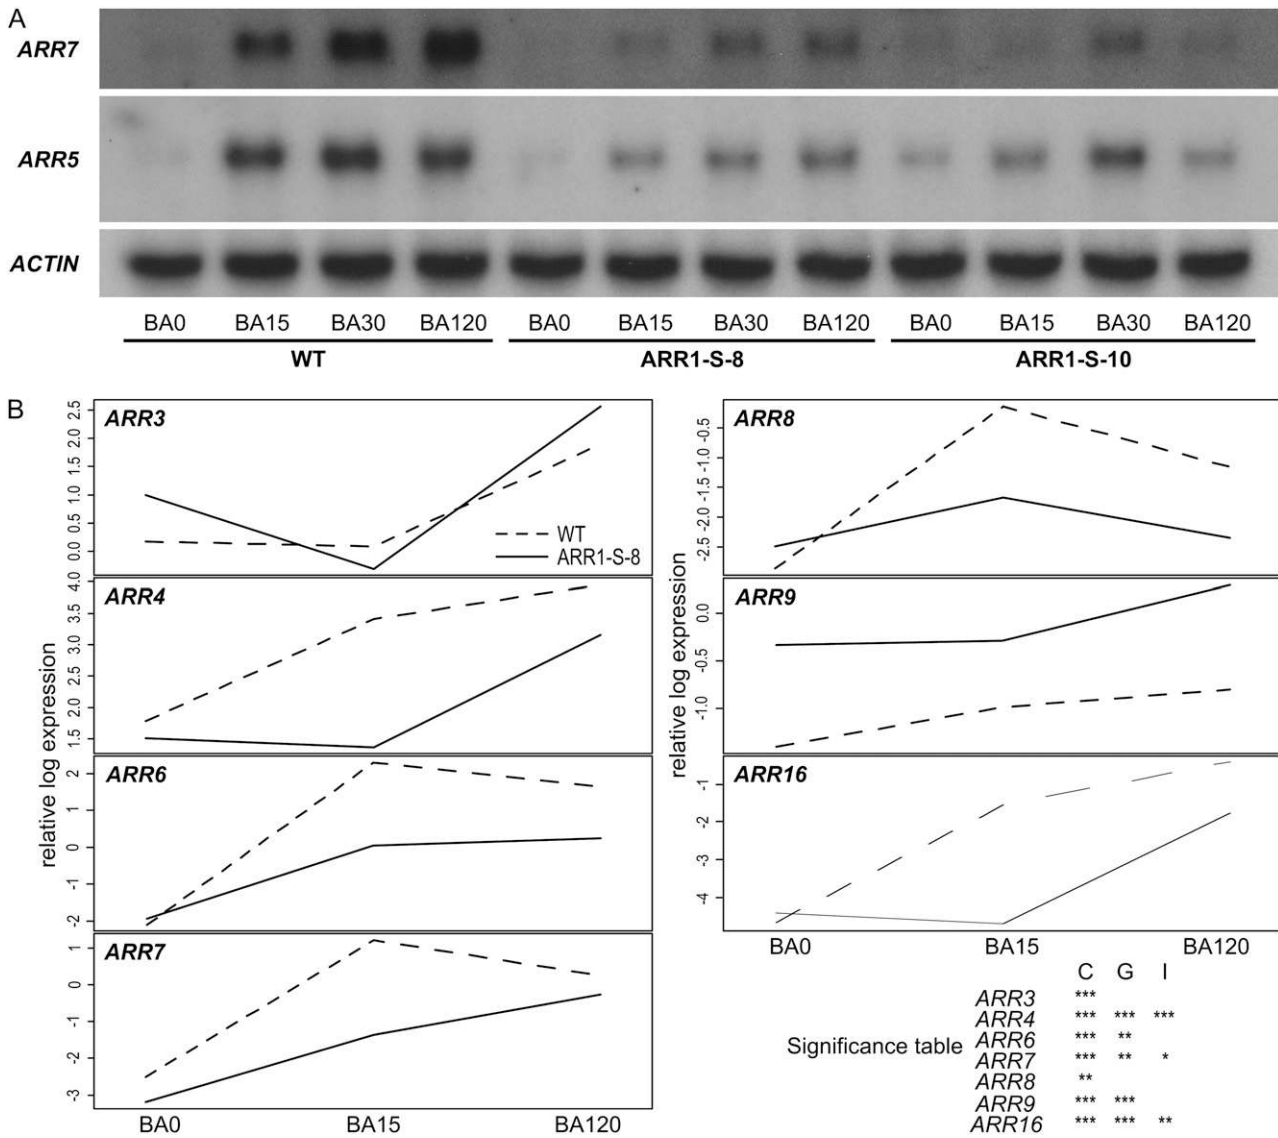 A
ARR7
ARR5
ACTIN
BA0 BA15 BA30 BA120 BA0 BA15 BA30 BA120 BA0 BA15 BA30 BA120
WT ARR1-S-8 ARR1-S-10
B
ARR3
2.5
2.0
1.5
1.0
0.5
0.0
WT
ARR1-S-8
ARR4
4.0
3.5
3.0
2.5
2.0
1.5
relative log expression
ARR6
2
1
0
-1
-2
ARR7
1
0
-1
-2
-3
BA0 BA15 BA120
ARR8
-0.5
-1.0
-1.5
-2.0
-2.5
ARR9
0.0
-0.5
-1.0
relative log expression
ARR16
-1
-2
-3
-4
BA0 BA15 BA120
C G I
Significance table
ARR3 ***
ARR4 *** *** ***
ARR6 *** **
ARR7 *** ** *
ARR8 **
ARR9 *** ***
ARR16 *** *** **